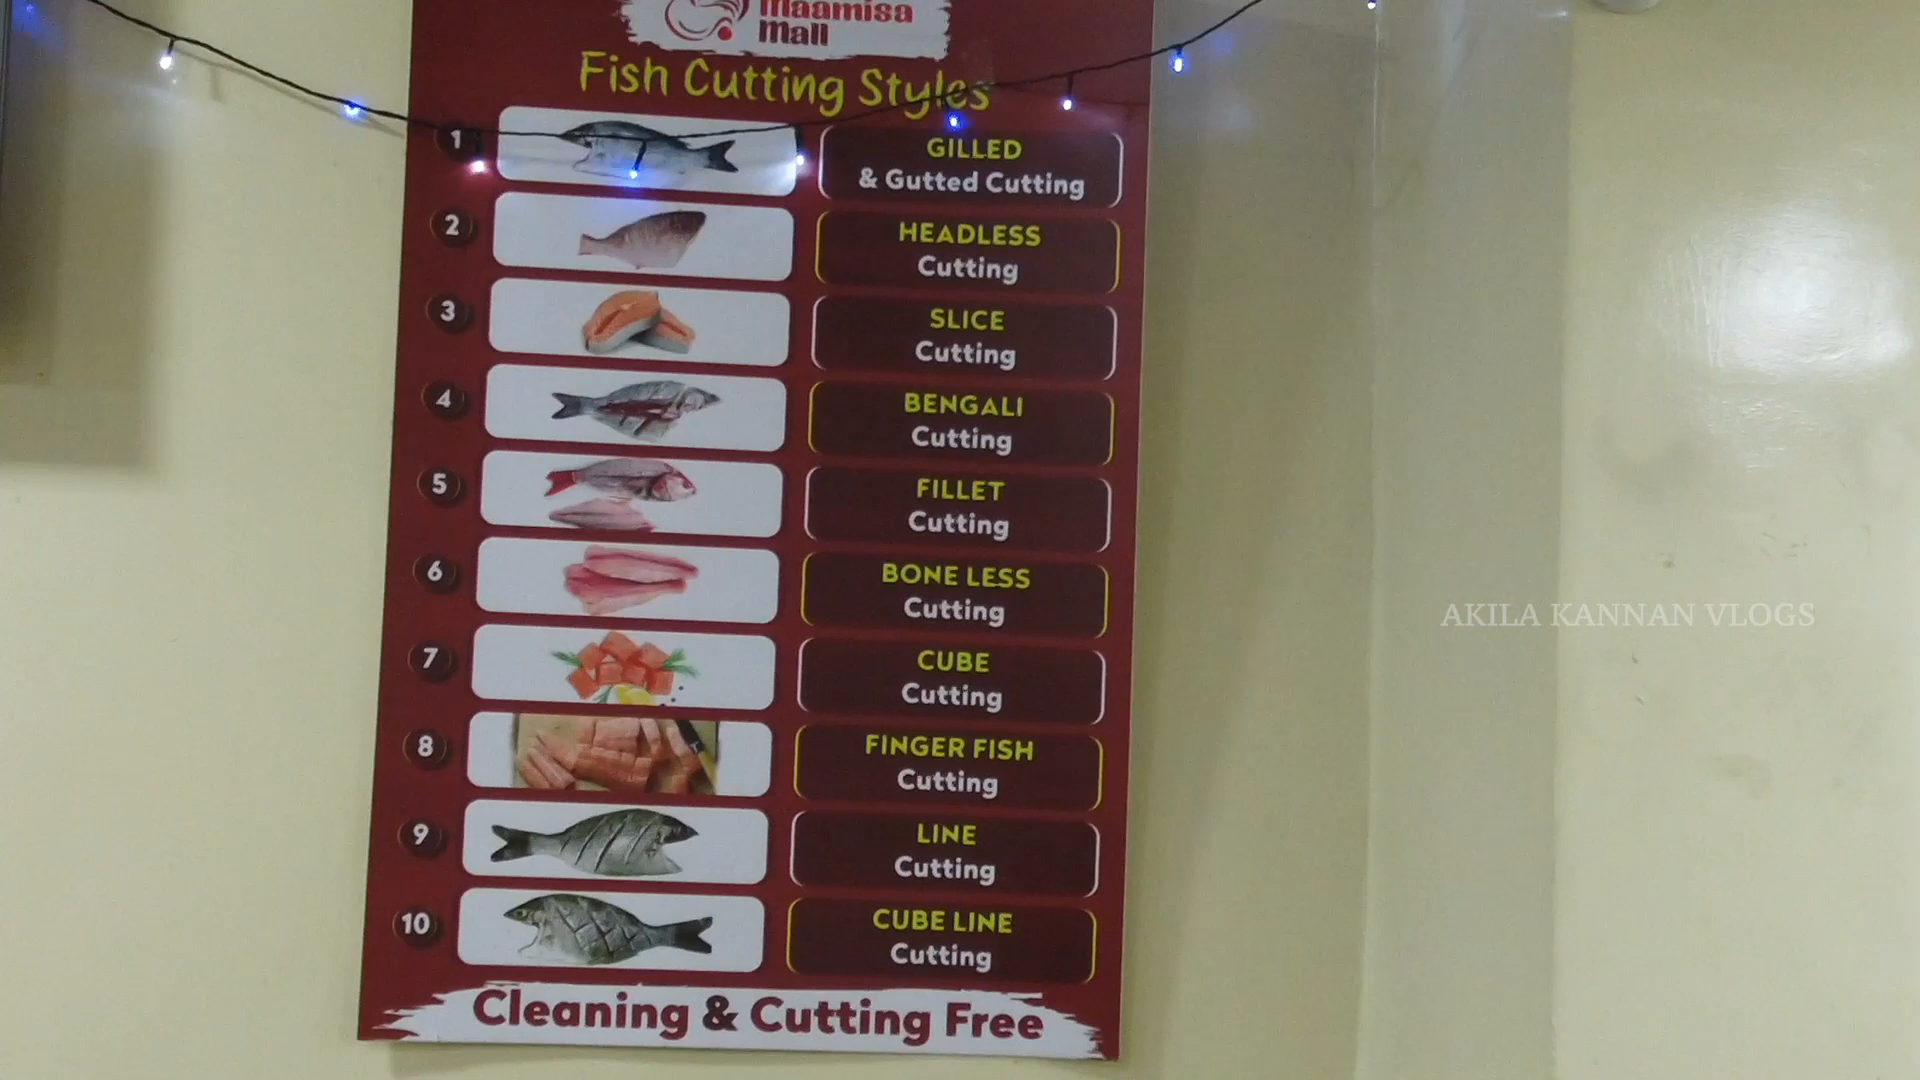 Maamisa
Mall
Fish Cutting Styles
1
GILLED
& Gutted Cutting
2
HEADLESS
Cutting
3
SLICE
Cutting
4
BENGALI
Cutting
5
FILLET
Cutting
6
BONE LESS
Cutting
7
CUBE
Cutting
8
FINGER FISH
Cutting
9
LINE
Cutting
10
CUBE LINE
Cutting
Cleaning & Cutting Free
AKILA KANNAN VLOGS